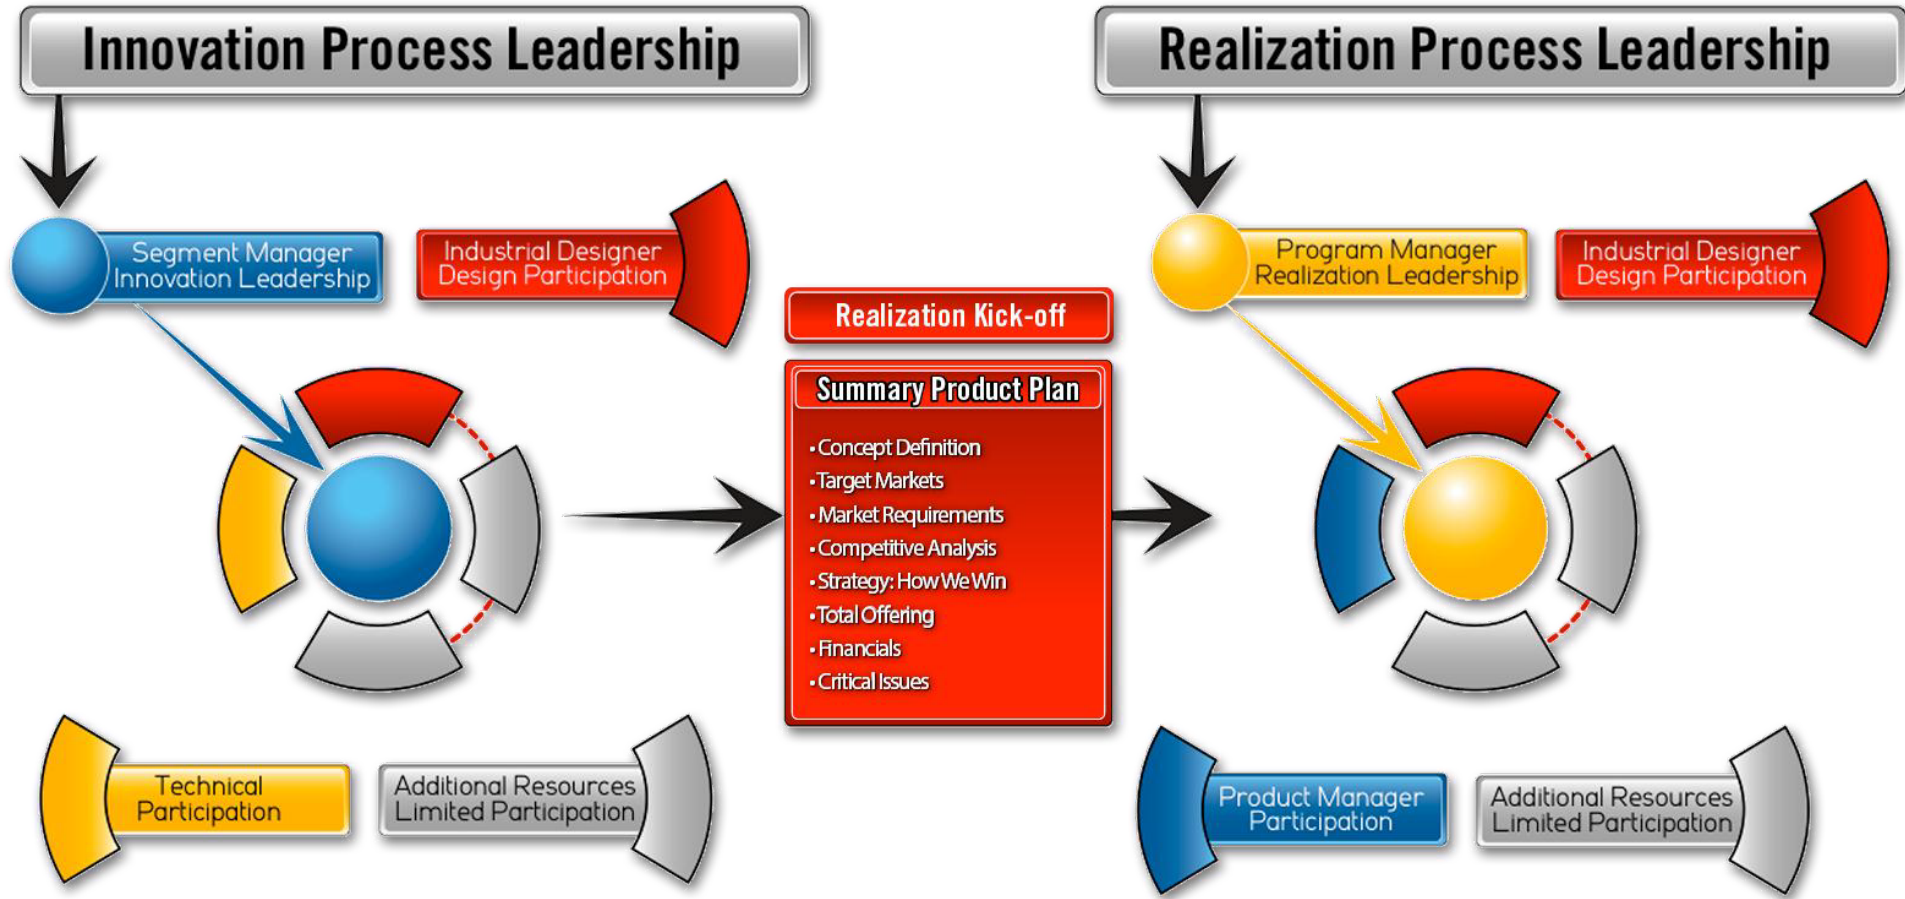 Innovation Process Leadership
Realization Process Leadership
Segment Manager
Innovation Leadership
Industrial Designer
Design Participation
Program Manager
Realization Leadership
Industrial Designer
Design Participation
Realization Kick-off
Summary Product Plan
• Concept Definition
• Target Markets
• Market Requirements
• Competitive Analysis
• Strategy: How We Win
• Total Offering
• Financials
• Critical Issues
Technical
Participation
Additional Resources
Limited Participation
Product Manager
Participation
Additional Resources
Limited Participation